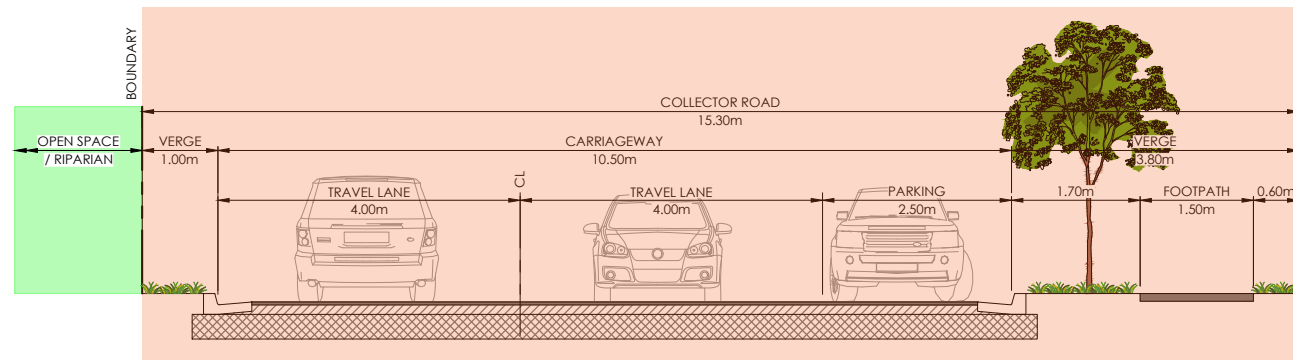 BOUNDARY
COLLECTOR ROAD
15.30m
OPEN SPACE
/ RIPARIAN
VERGE
1.00m
CARRIAGEWAY
10.50m
VERGE
3.80m
CL
TRAVEL LANE
4.00m
TRAVEL LANE
4.00m
PARKING
2.50m
1.70m
FOOTPATH
1.50m
0.60m